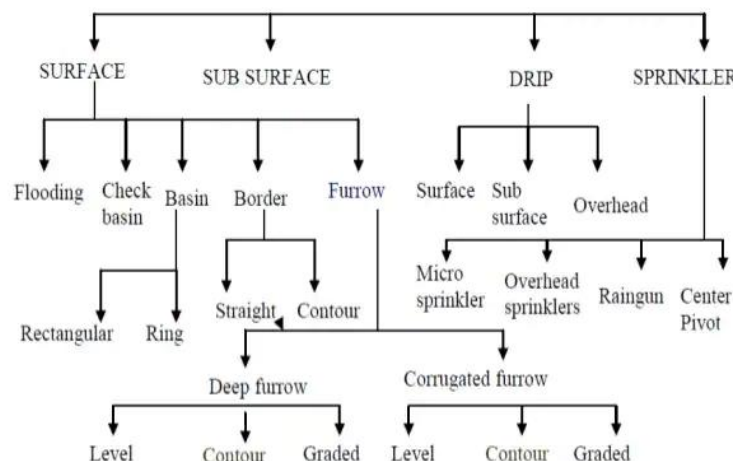 SURFACE SUB SURFACE DRIP SPRINKLER
Flooding Check basin Basin Border Furrow Surface Sub surface Overhead
Micro sprinkler Overhead sprinklers Raingun Center Pivot
Rectangular Ring Straight Contour
Deep furrow Corrugated furrow
Level Contour Graded Level Contour Graded